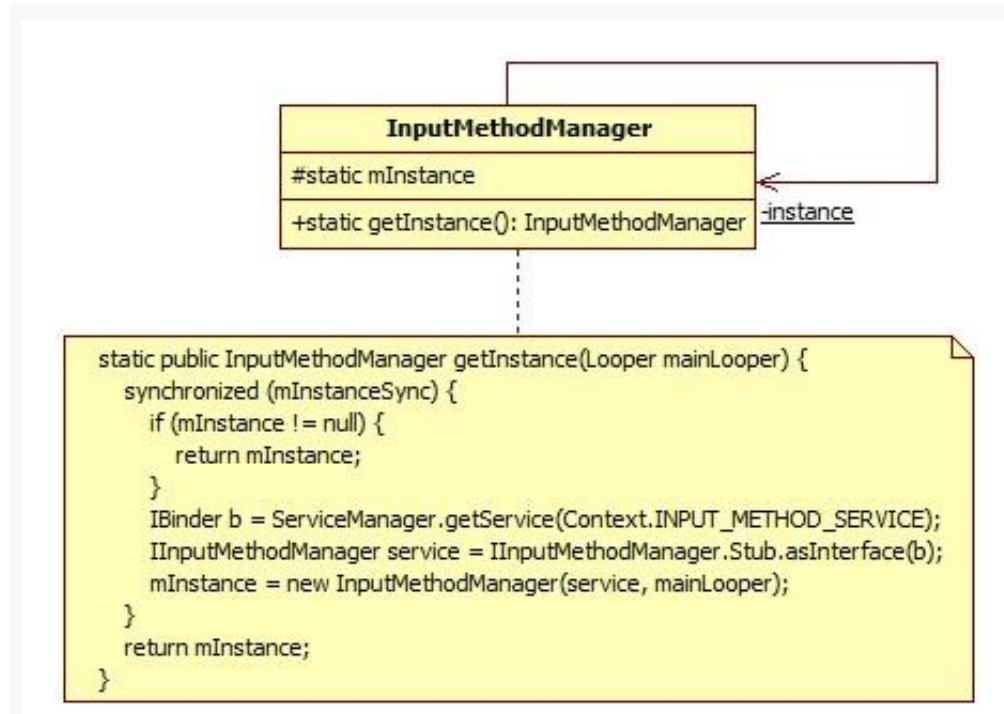 InputMethodManager
#static mInstance
+static getInstance(): InputMethodManager
-instance
static public InputMethodManager getInstance(Looper mainLooper) {
synchronized (mInstanceSync) {
if (mInstance != null) {
return mInstance;
}
IBinder b = ServiceManager.getService(Context.INPUT_METHOD_SERVICE);
IInputMethodManager service = IInputMethodManager.Stub.asInterface(b);
mInstance = new InputMethodManager(service, mainLooper);
}
return mInstance;
}